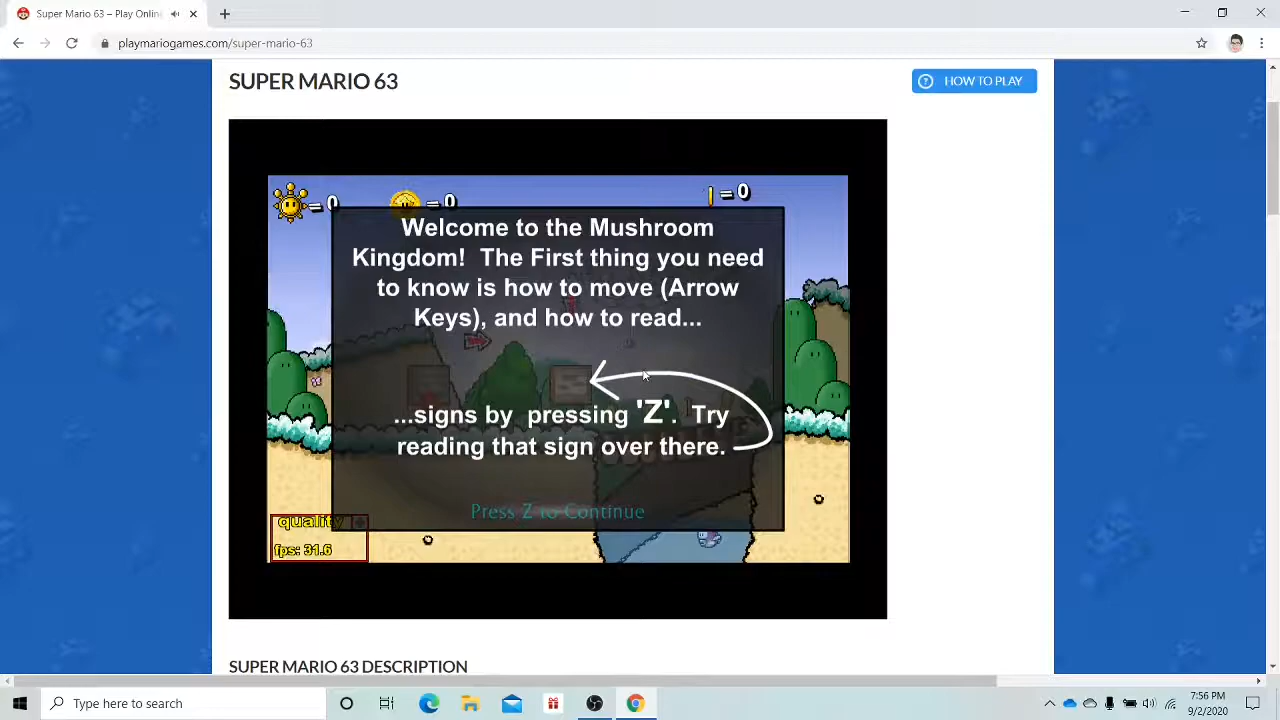 Super Mario 63 – Play Onlin
playmariogames.com/super-mario-63
SUPER MARIO 63
HOW TO PLAY
= 0
= 0
= 0
Welcome to the Mushroom
Kingdom! The First thing you need
to know is how to move (Arrow
Keys), and how to read...
...signs by pressing 'Z'. Try
reading that sign over there.
Press Z to Continue
quality
fps: 31.6
SUPER MARIO 63 DESCRIPTION
Type here to search
7:56 PM
9/2/2020